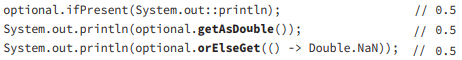 optional.ifPresent(System.out::println); // 0.5
System.out.println(optional.getAsDouble()); // 0.5
System.out.println(optional.orElseGet(() -> Double.NaN)); // 0.5